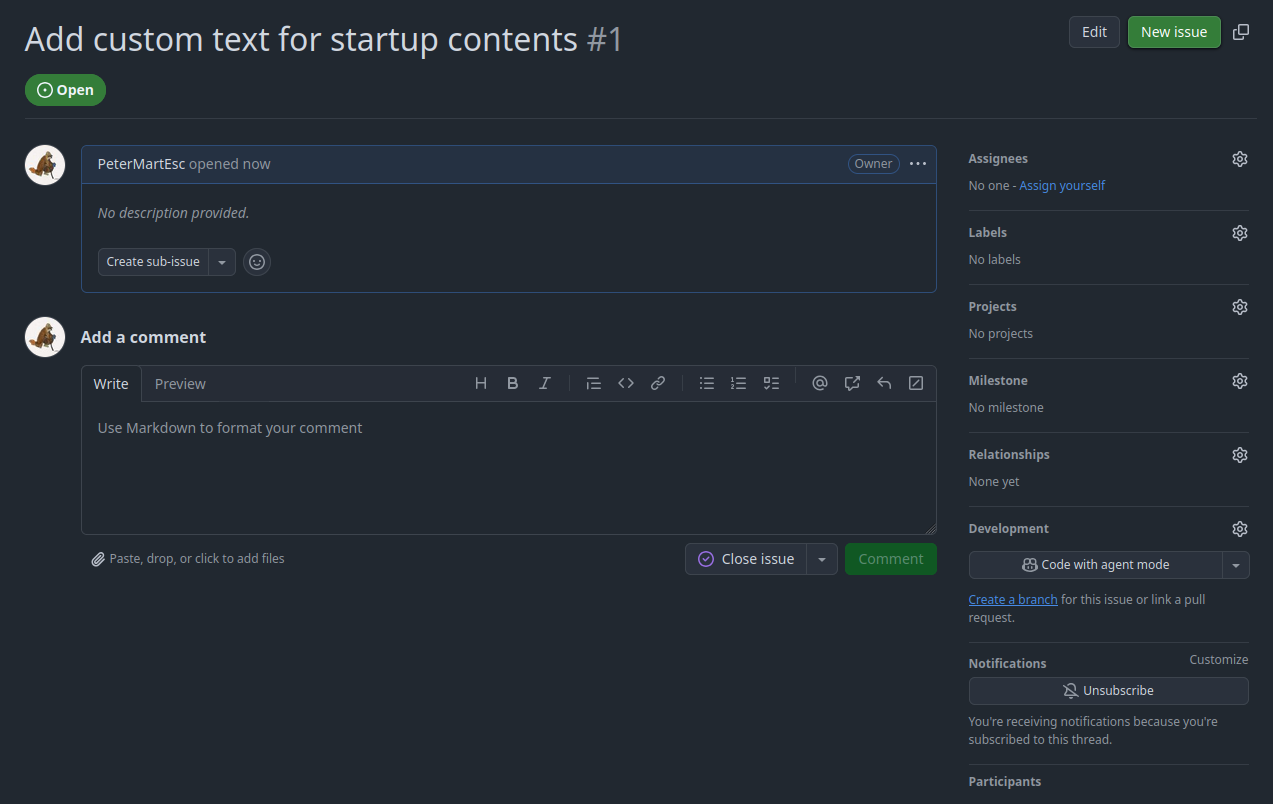 Add custom text for startup contents #1
Edit
New issue
Open
PeterMartEsc opened now
Owner
No description provided.
Create sub-issue
Add a comment
Write
Preview
Use Markdown to format your comment
Paste, drop, or click to add files
Close issue
Comment
Assignees
No one - Assign yourself
Labels
No labels
Projects
No projects
Milestone
No milestone
Relationships
None yet
Development
Code with agent mode
Create a branch for this issue or link a pull
request.
Notifications
Customize
Unsubscribe
You're receiving notifications because you're
subscribed to this thread.
Participants